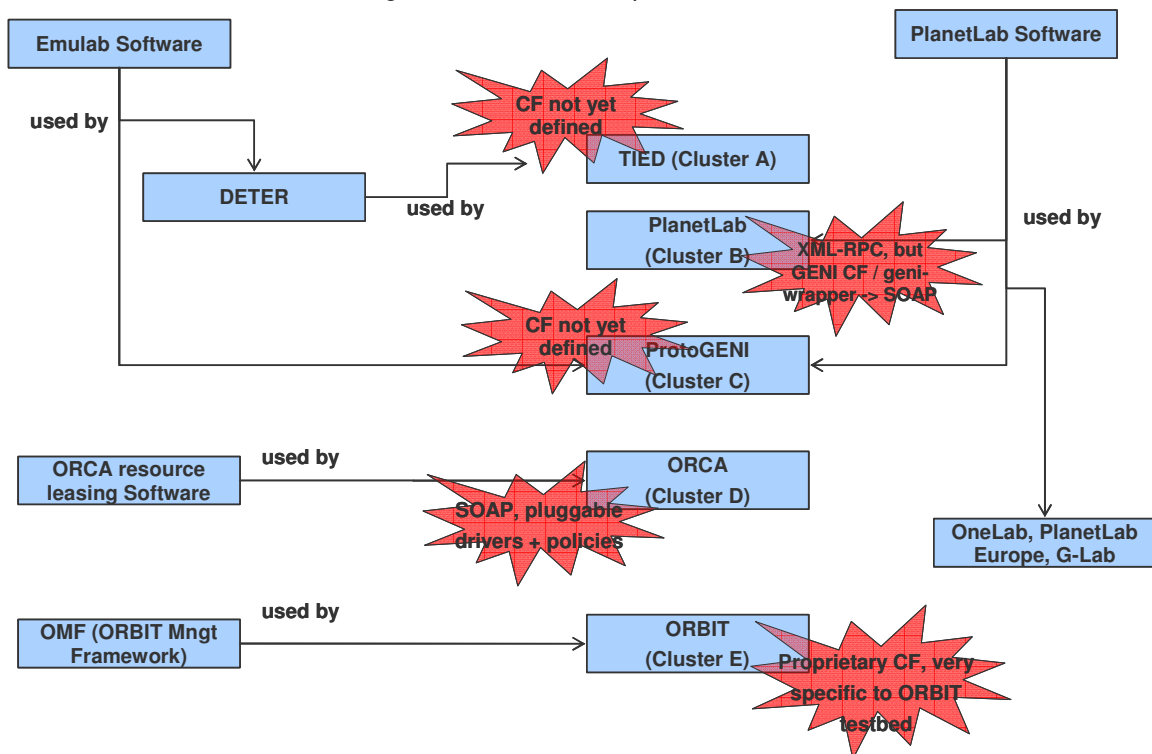 Emulab Software
PlanetLab Software
used by
CF not yet
defined
TIED (Cluster A)
DETER
used by
PlanetLab
(Cluster B)
used by
XML-RPC, but
GENI CF / geni-
wrapper -> SOAP
CF not yet
defined
ProtoGENI
(Cluster C)
ORCA resource
leasing Software
used by
ORCA
(Cluster D)
SOAP, pluggable
drivers + policies
OneLab, PlanetLab
Europe, G-Lab
OMF (ORBIT Mngt
Framework)
used by
ORBIT
(Cluster E)
Proprietary CF, very
specific to ORBIT
testbed